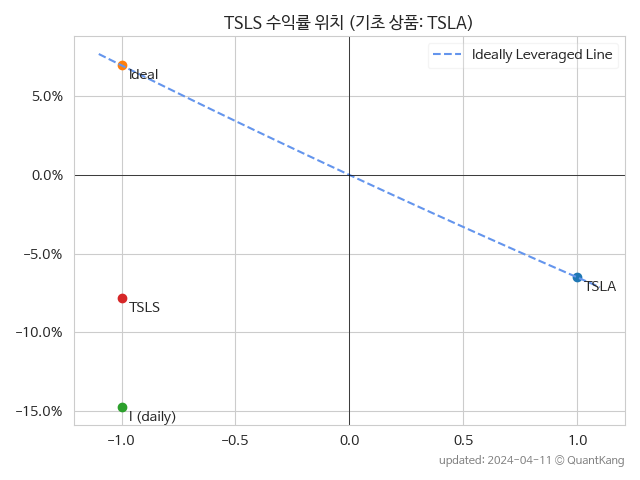 TSLS 수익률 위치 (기초 상품: TSLA)
Ideally Leveraged Line
Ideal
5.0%
0.0%
−5.0%
TSLA
TSLS
−10.0%
I (daily)
−15.0%
−1.0 −0.5 0.0 0.5 1.0
updated: 2024-04-11 © QuantKang